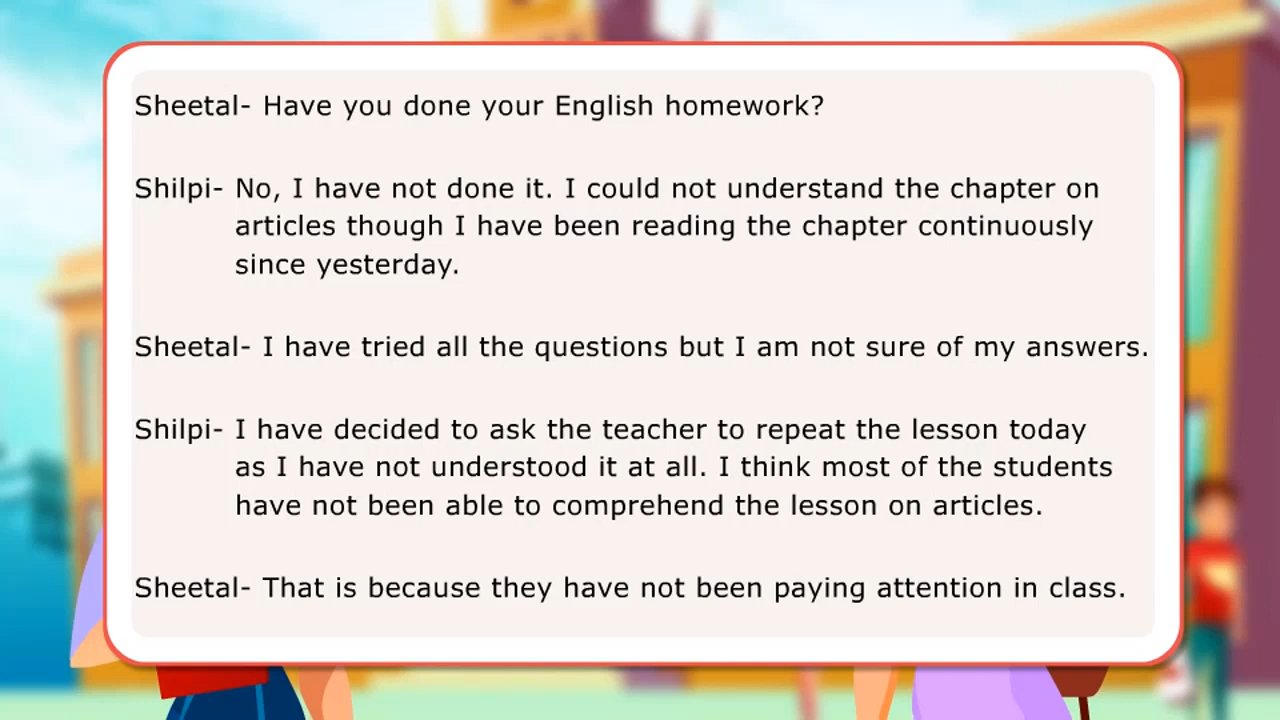 Sheetal- Have you done your English homework?
Shilpi- No, I have not done it. I could not understand the chapter on
articles though I have been reading the chapter continuously
since yesterday.
Sheetal- I have tried all the questions but I am not sure of my answers.
Shilpi- I have decided to ask the teacher to repeat the lesson today
as I have not understood it at all. I think most of the students
have not been able to comprehend the lesson on articles.
Sheetal- That is because they have not been paying attention in class.